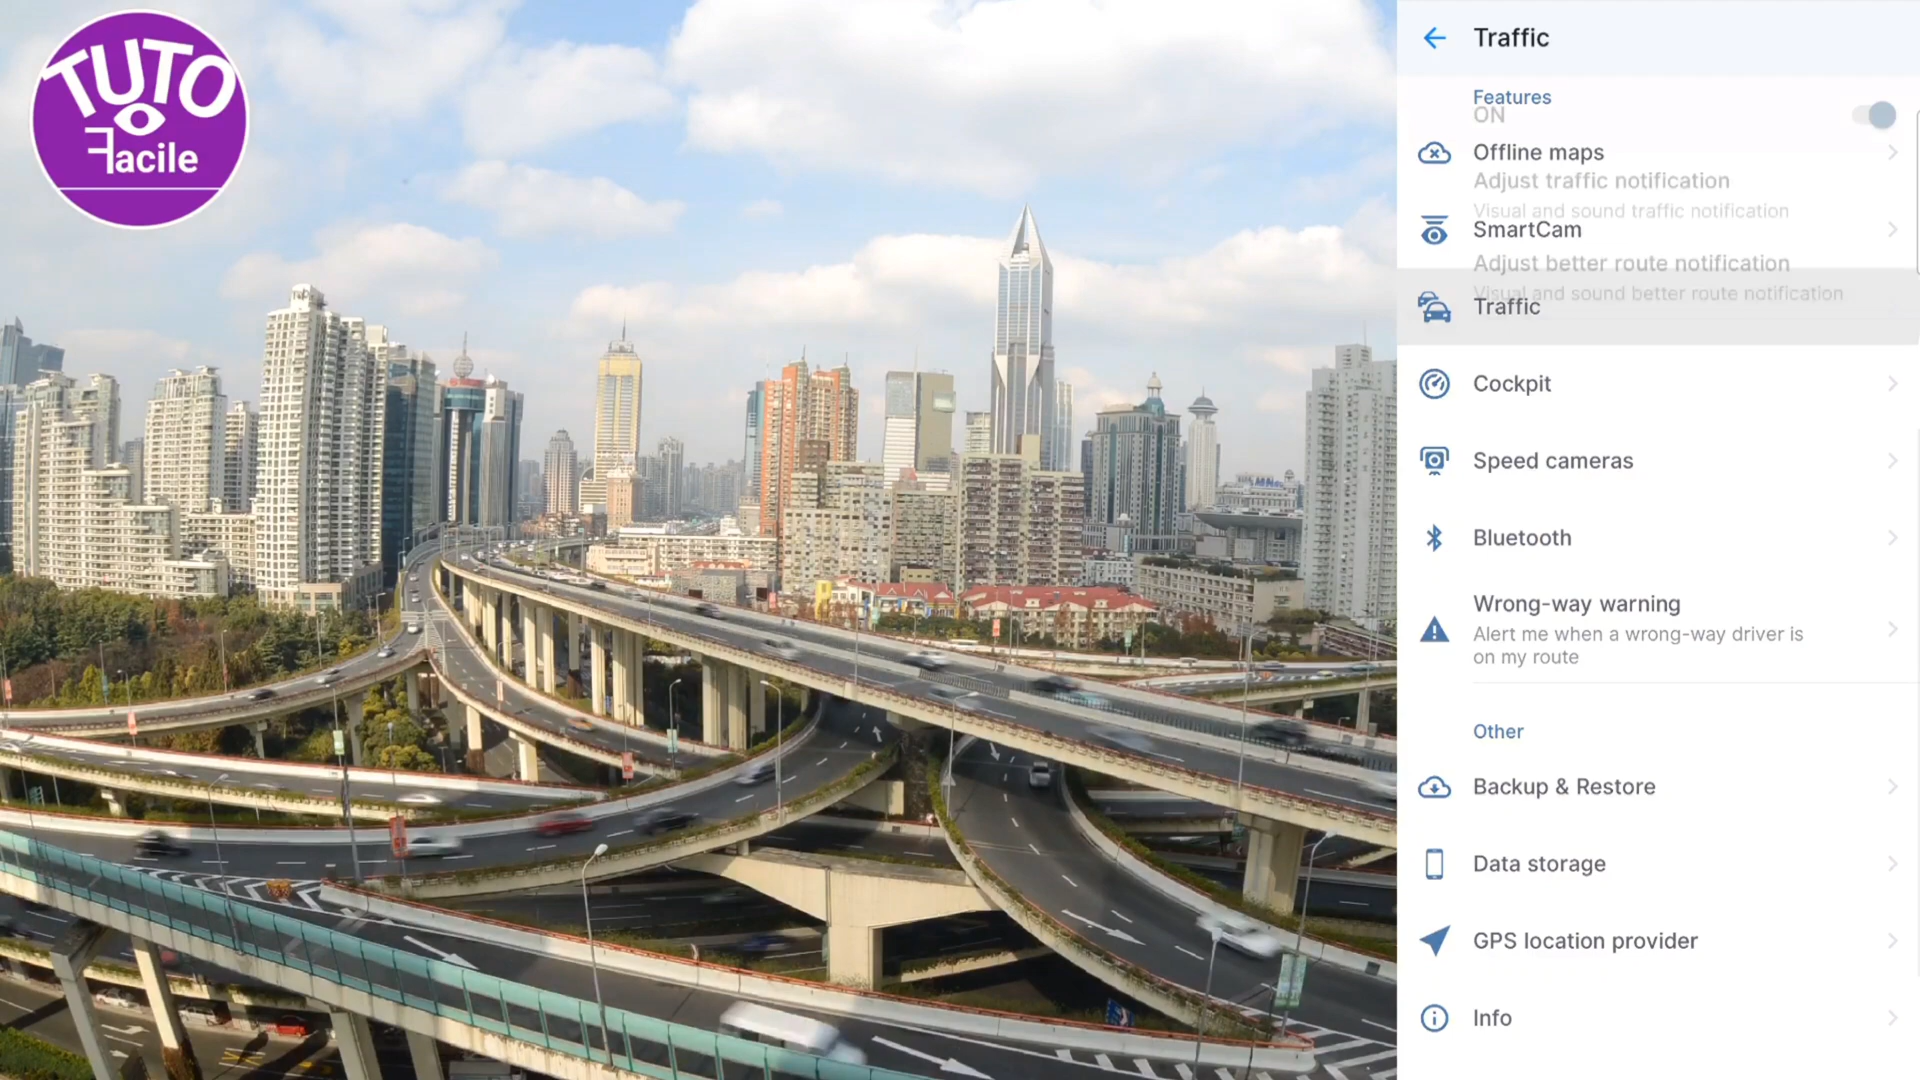 TUTO
Facile
Traffic
Features
ON
Offline maps
Adjust traffic notification
Visual and sound traffic notification
SmartCam
Adjust better route notification
Visual and sound better route notification
Traffic
Cockpit
Speed cameras
Bluetooth
Wrong-way warning
Alert me when a wrong-way driver is
on my route
Other
Backup & Restore
Data storage
GPS location provider
Info